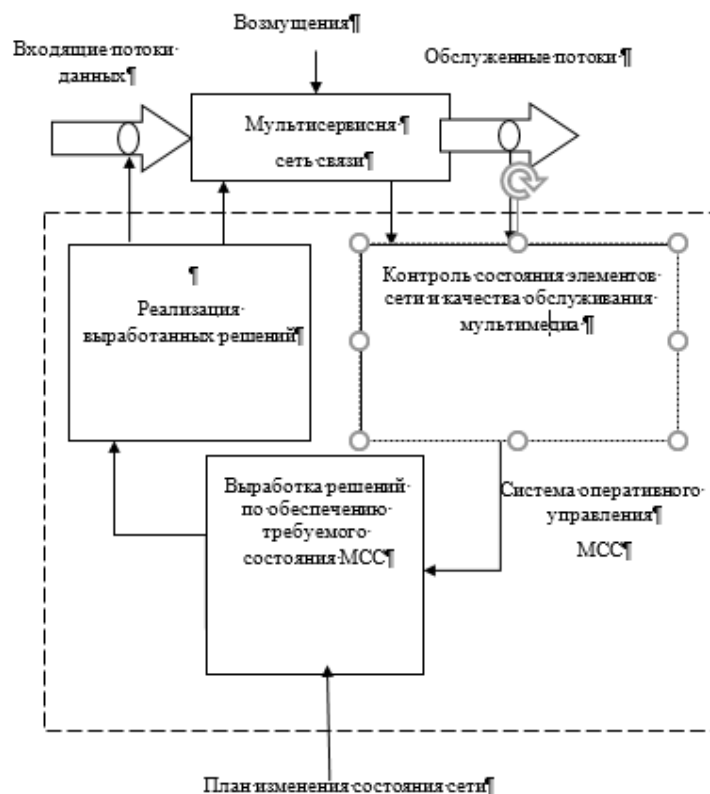 Возмущения¶
Входящие потоки
данных¶
Обслуженные потоки ¶
Мультисервисня ¶
сеть связи¶
¶
Реализация
выработанных решений¶
Контроль состояния элементов
сети и качества обслуживания
мультимедиа ¶
Выработка решений
по обеспечению
требуемого
состояния МСС¶
Система оперативного
управления¶
МСС¶
План изменения состояния сети¶